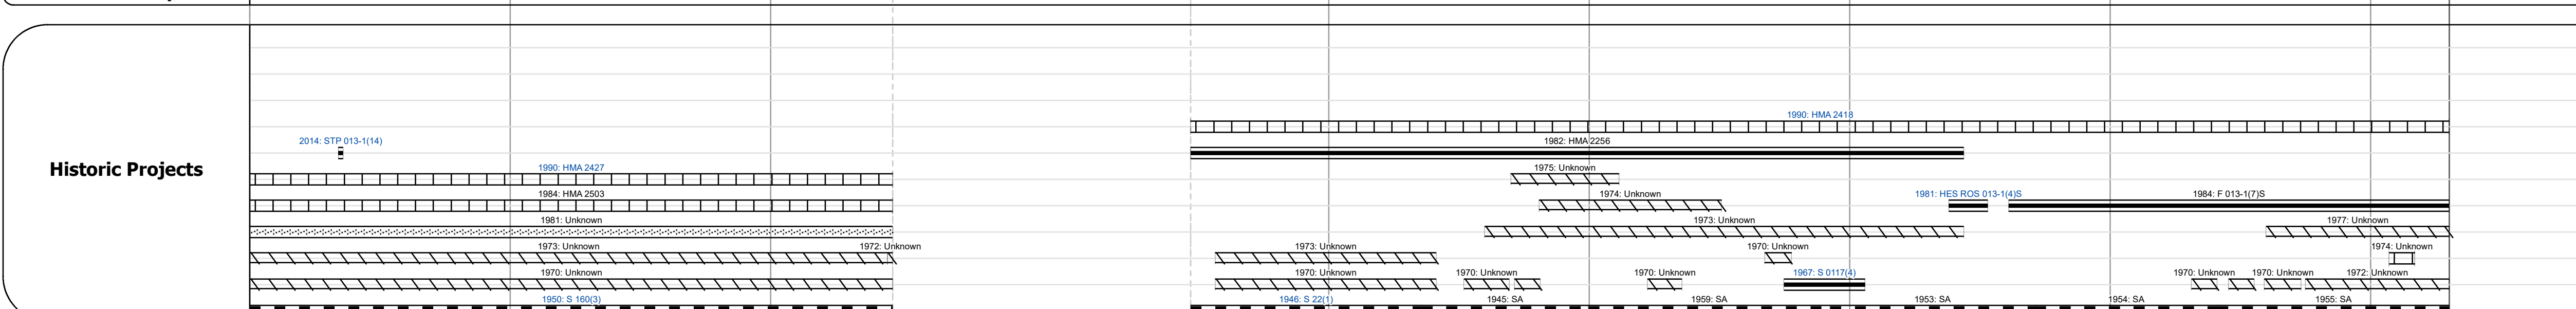 Historic Projects
1990: HMA 2418
2014: STP 013-1(14)
1982: HMA 2256
1990: HMA 2427
1975: Unknown
1984: HMA 2503
1974: Unknown
1981: HES ROS 013-1(4)S
1984: F 013-1(7)S
1981: Unknown
1973: Unknown
1977: Unknown
1973: Unknown
1972: Unknown
1973: Unknown
1970: Unknown
1974: Unknown
1970: Unknown
1970: Unknown
1970: Unknown
1970: Unknown
1967: S 0117(4)
1970: Unknown
1970: Unknown
1972: Unknown
1950: S 160(3)
1946: S 22(1)
1945: SA
1959: SA
1953: SA
1954: SA
1955: SA